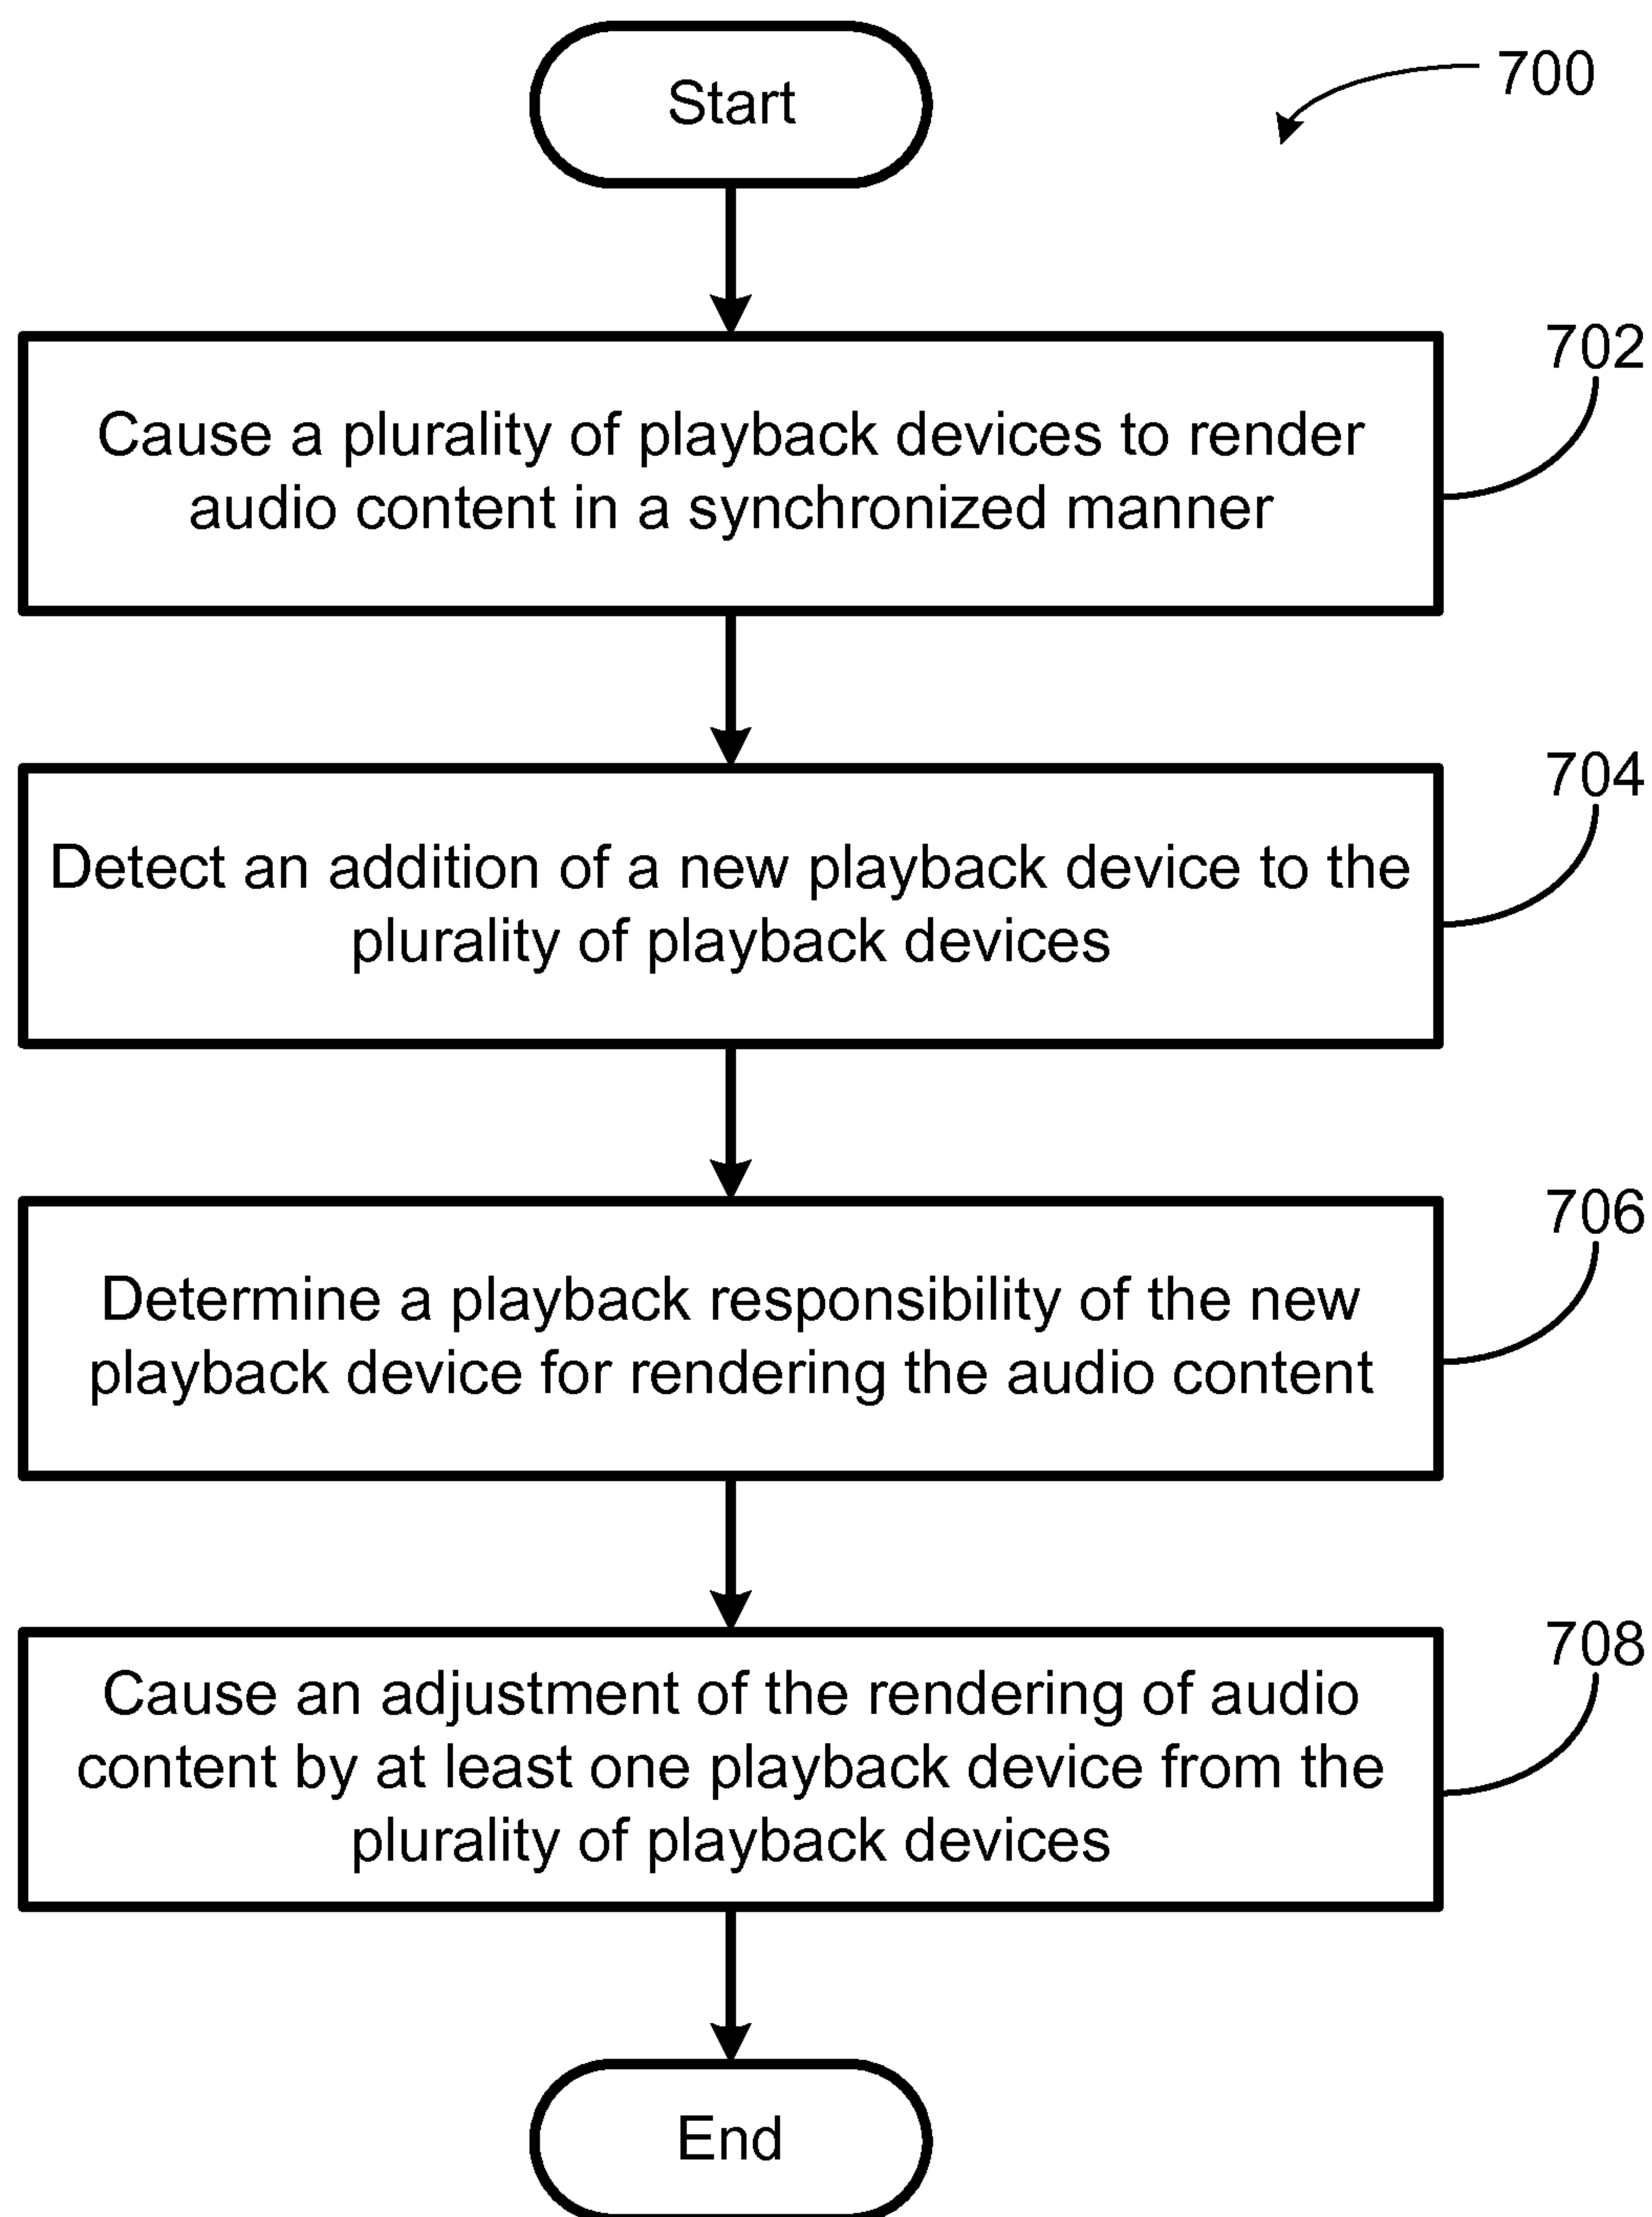 Start
700
702
Cause a plurality of playback devices to render
audio content in a synchronized manner
704
Detect an addition of a new playback device to the
plurality of playback devices
706
Determine a playback responsibility of the new
playback device for rendering the audio content
708
Cause an adjustment of the rendering of audio
content by at least one playback device from the
plurality of playback devices
End